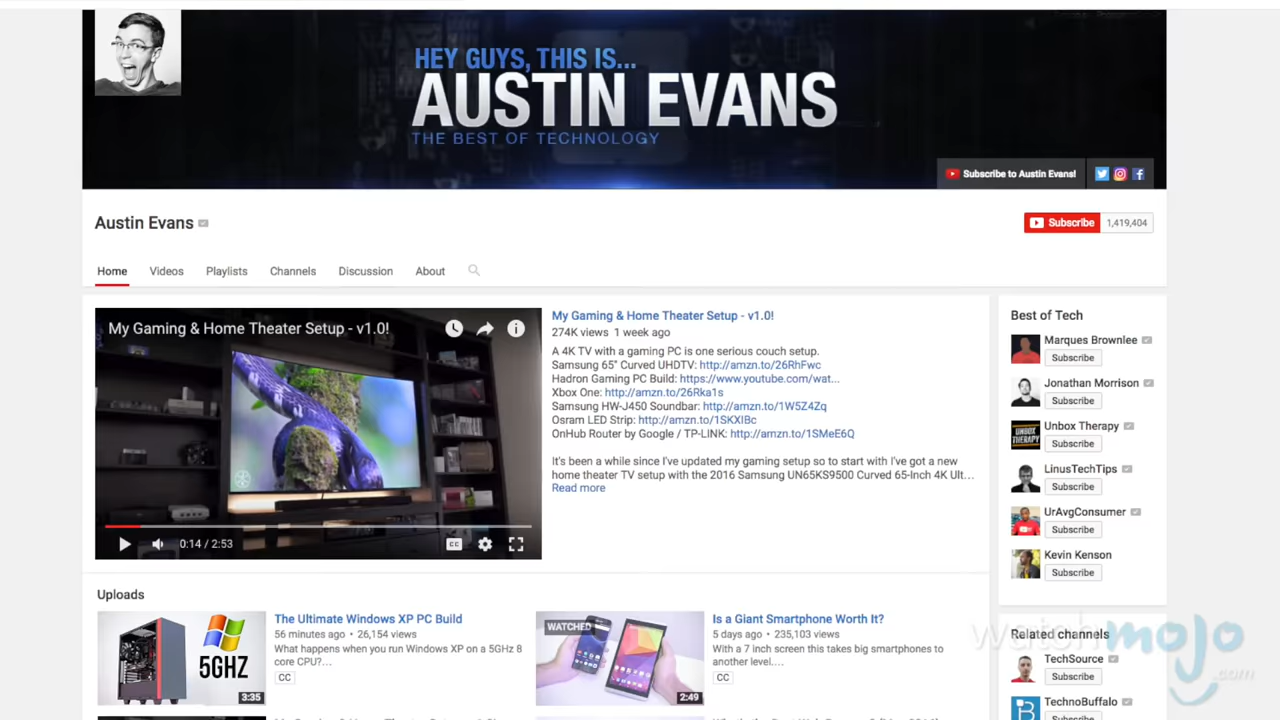 HEY GUYS, THIS IS...
AUSTIN EVANS
THE BEST OF TECHNOLOGY
Subscribe to Austin Evans!
Austin Evans
Subscribe 1,419,404
Home Videos Playlists Channels Discussion About
My Gaming & Home Theater Setup - v1.0!
0:14 / 2:53
CC
My Gaming & Home Theater Setup - v1.0!
274K views 1 week ago
A 4K TV with a gaming PC is one serious couch setup.
Samsung 65" Curved UHDTV: http://amzn.to/26RhFwc
Hadron Gaming PC Build: https://www.youtube.com/wat...
Xbox One: http://amzn.to/26Rka1s
Samsung HW-J450 Soundbar: http://amzn.to/1W5Z4Zq
Osram LED Strip: http://amzn.to/1SKXIBc
OnHub Router by Google / TP-LINK: http://amzn.to/1SMeE6Q
It's been a while since I've updated my gaming setup so to start with I've got a new
home theater TV setup with the 2016 Samsung UN65KS9500 Curved 65-Inch 4K Ult...
Read more
Best of Tech
Marques Brownlee
Subscribe
Jonathan Morrison
Subscribe
UNBOX
THERAPY
Unbox Therapy
Subscribe
LinusTechTips
Subscribe
UrAvgConsumer
Subscribe
Kevin Kenson
Subscribe
Related channels
TechSource
Subscribe
TechnoBuffalo
Subscribe
Uploads
5GHZ
3:35
The Ultimate Windows XP PC Build
56 minutes ago • 26,154 views
What happens when you run Windows XP on a 5GHz 8
core CPU?...
CC
WATCHED
2:49
Is a Giant Smartphone Worth It?
5 days ago • 235,103 views
With a 7 inch screen this takes big smartphones to
another level....
CC
watchmojo
.com